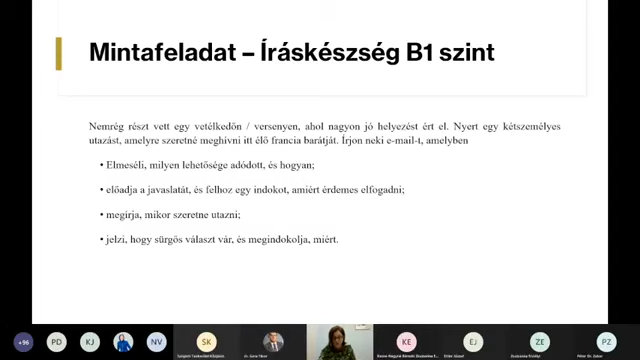 Mintafeladat – Íráskészség B1 szint
Nemrég részt vett egy vetélkedőn / versenyen, ahol nagyon jó helyezést ért el. Nyert egy kétszemélyes
utazást, amelyre szeretné meghívni itt élő francia barátját. Írjon neki e-mail-t, amelyben
• Elmeséli, milyen lehetősége adódott, és hogyan;
• előadja a javaslatát, és felhoz egy indokot, amiért érdemes elfogadni;
• megírja, mikor szeretne utazni;
• jelzi, hogy sürgős választ vár, és megindokolja, miért.
+96 PD KJ NV SK KE EJ ZE PZ